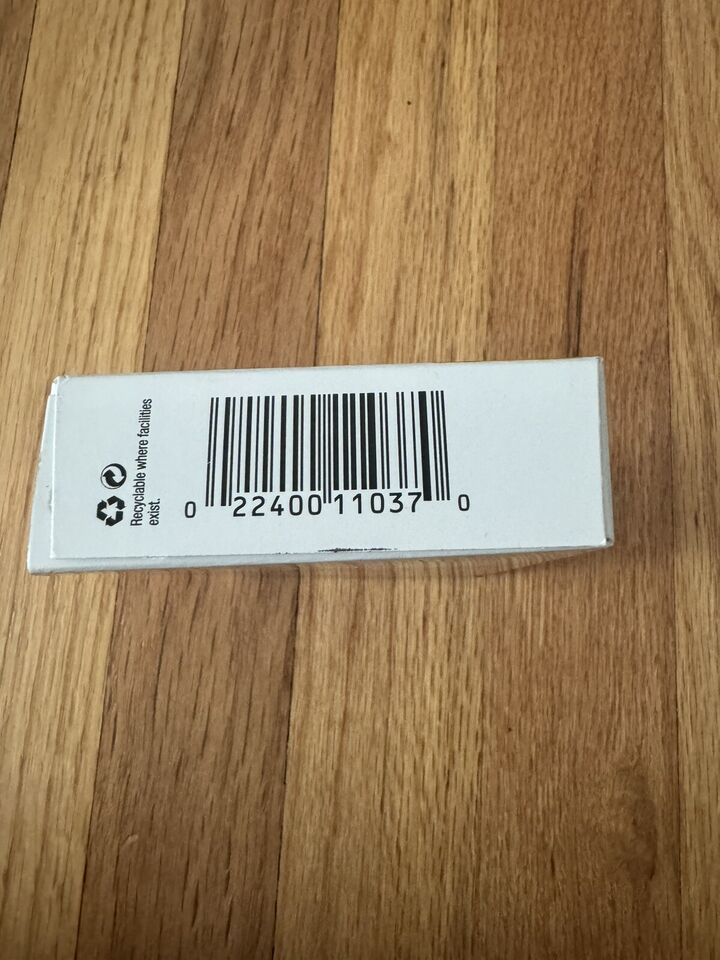 Recyclable where facilities
exist.
0 22400 11037 0